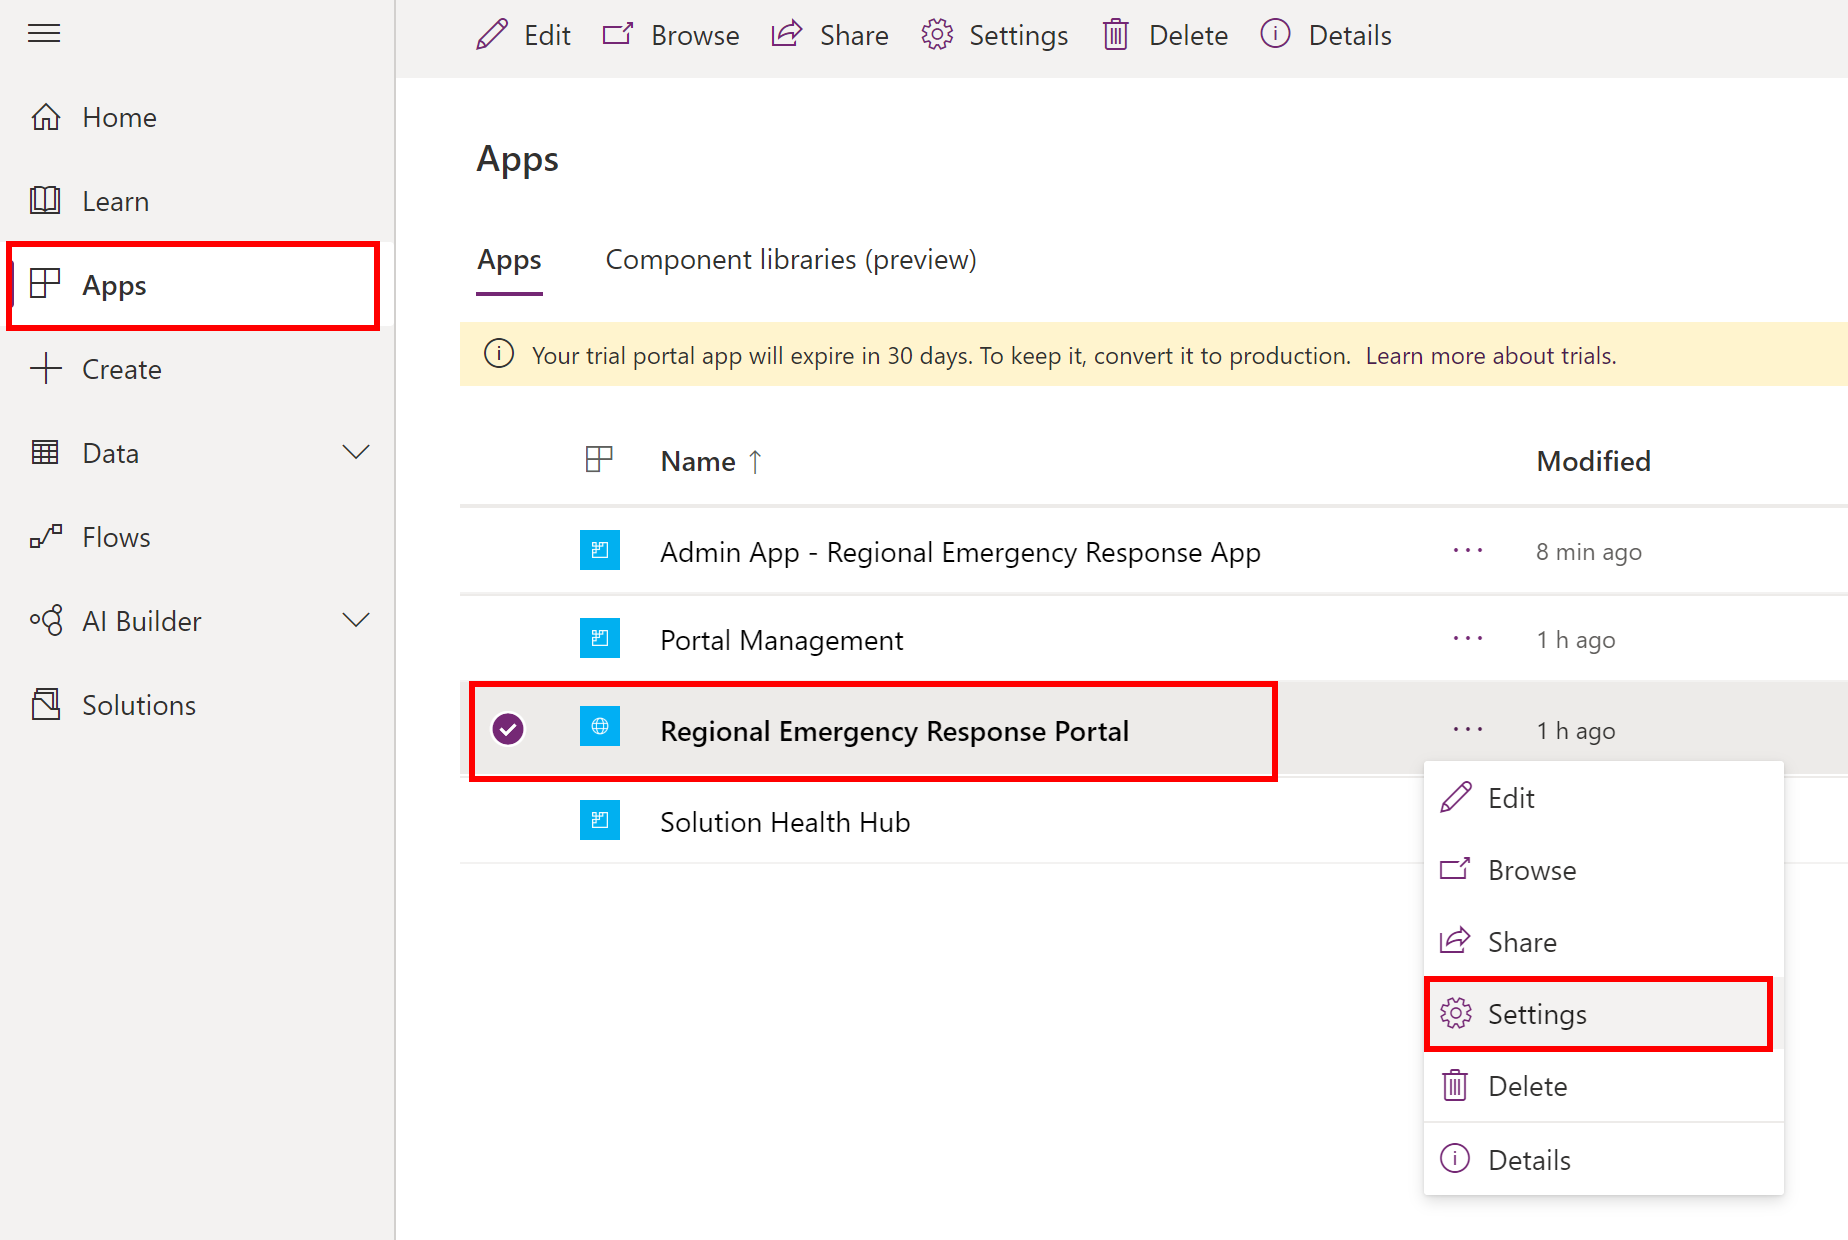 Edit Browse Share Settings Delete Details
Home
Learn
Apps
Create
Data
Flows
AI Builder
Solutions
Apps
Apps Component libraries (preview)
Your trial portal app will expire in 30 days. To keep it, convert it to production. Learn more about trials.
Name ↑ Modified
Admin App - Regional Emergency Response App ··· 8 min ago
Portal Management ··· 1 h ago
Regional Emergency Response Portal ··· 1 h ago
Solution Health Hub
Edit
Browse
Share
Settings
Delete
Details